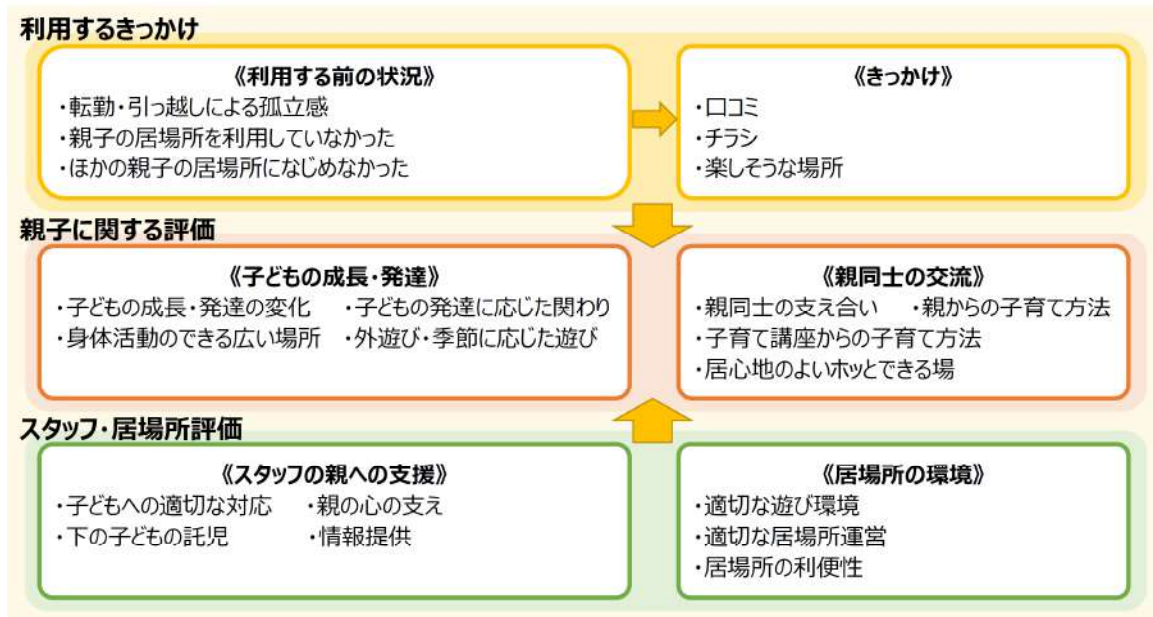 利用するきっかけ
《利用する前の状況》
・転勤・引っ越しによる孤立感
・親子の居場所を利用していなかった
・ほかの親子の居場所になじめなかった
《きっかけ》
・口コミ
・チラシ
・楽しそうな場所
親子に関する評価
《子どもの成長・発達》
・子どもの成長・発達の変化 ・子どもの発達に応じた関わり
・身体活動のできる広い場所 ・外遊び・季節に応じた遊び
《親同士の交流》
・親同士の支え合い ・親からの子育て方法
・子育て講座からの子育て方法
・居心地のよいホッとできる場
スタッフ・居場所評価
《スタッフの親への支援》
・子どもへの適切な対応 ・親の心の支え
・下の子どもの託児 ・情報提供
《居場所の環境》
・適切な遊び環境
・適切な居場所運営
・居場所の利便性